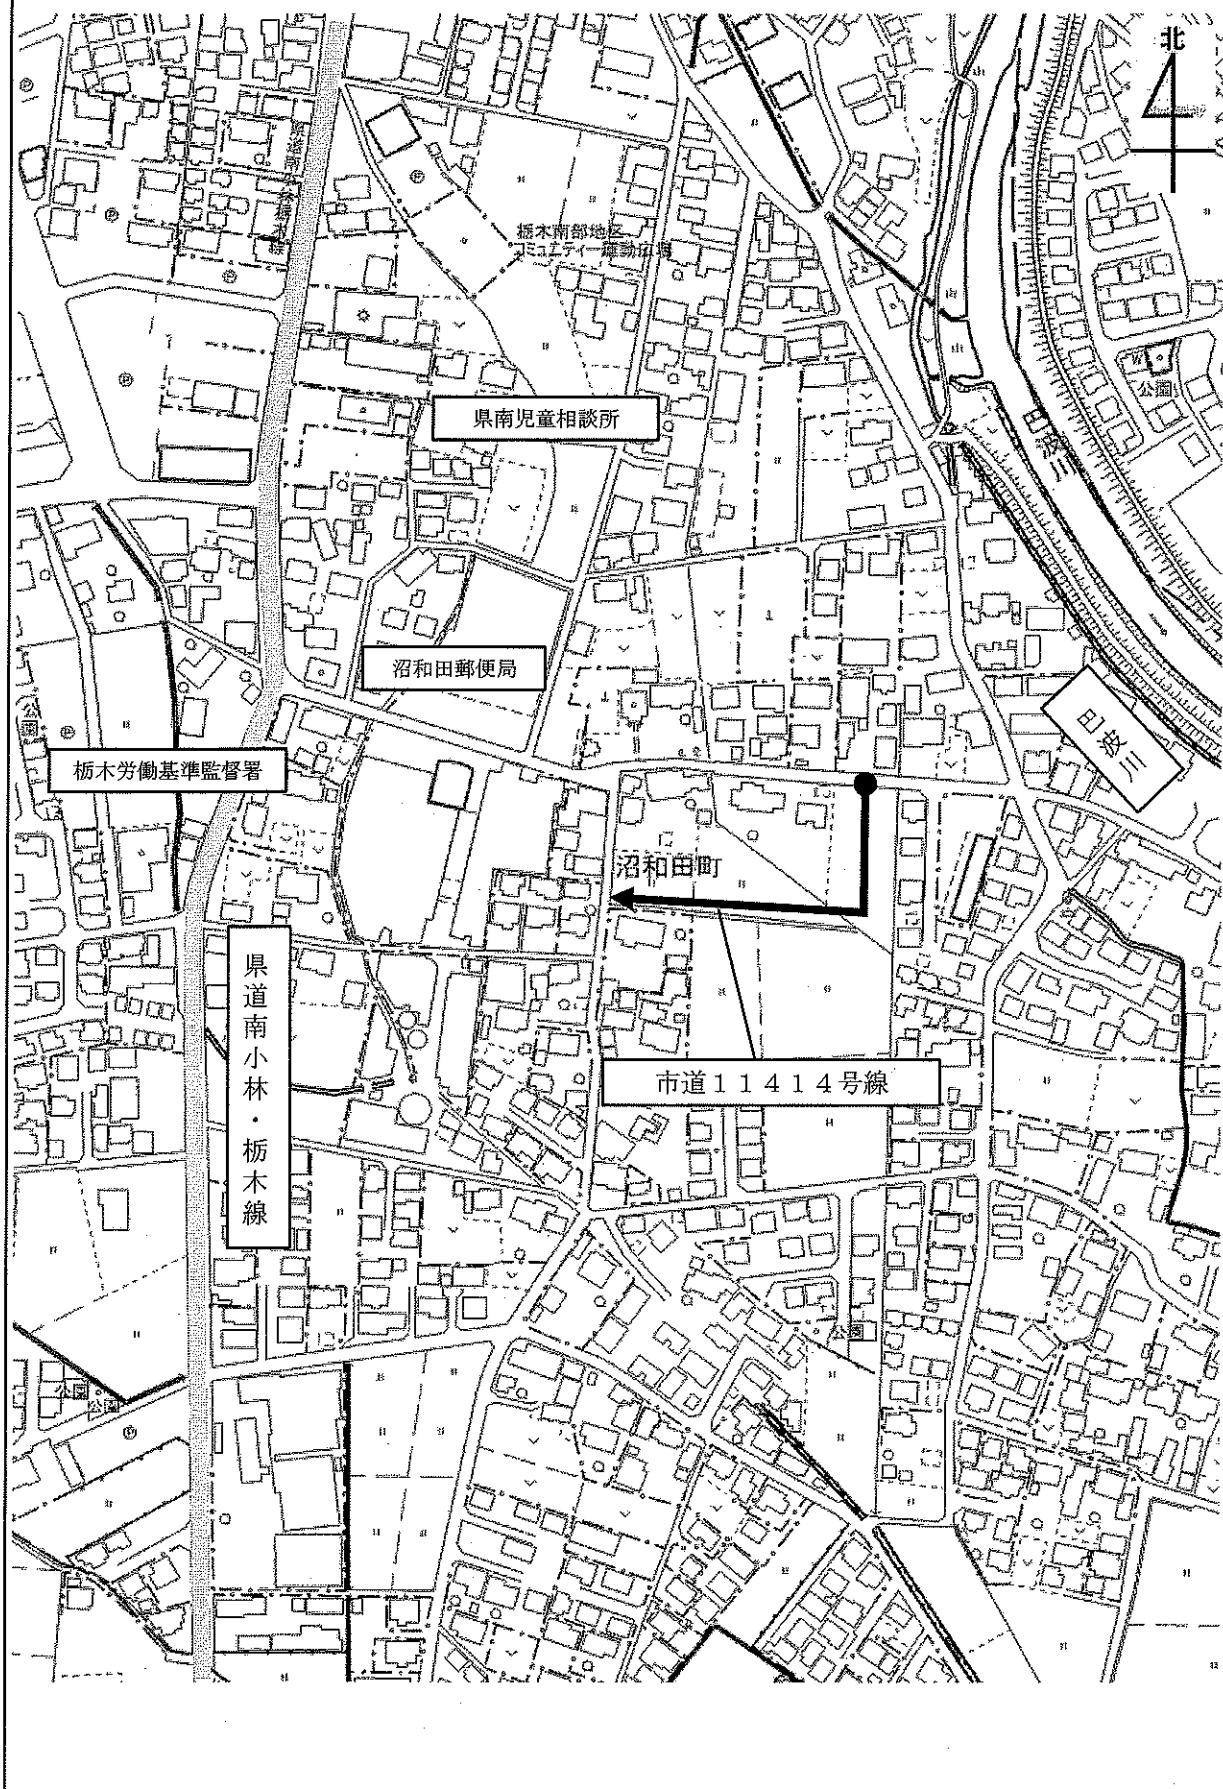 北
栃木南部地区
コミュニティー運動広場
公園
県南児童相談所
沼和田郵便局
公園
栃木労働基準監督署
巴波川
沼和田町
県道南小林・栃木線
市道11414号線
公園
公園
公園